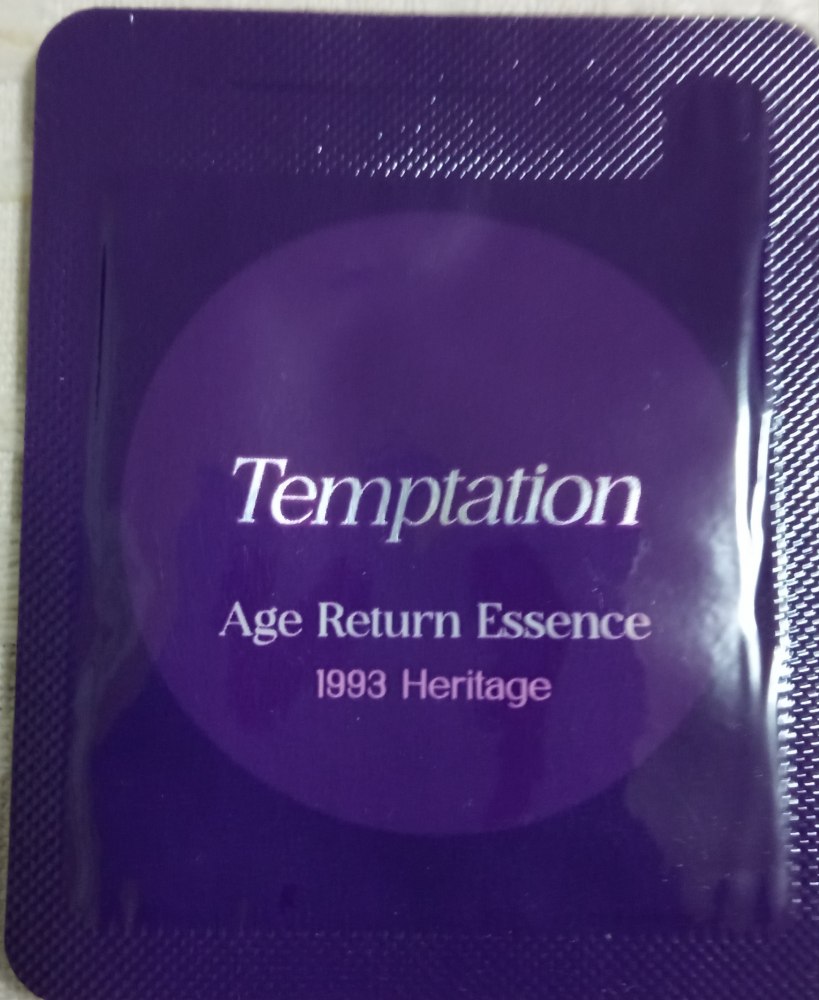 Temptation
Age Return Essence
1993 Heritage